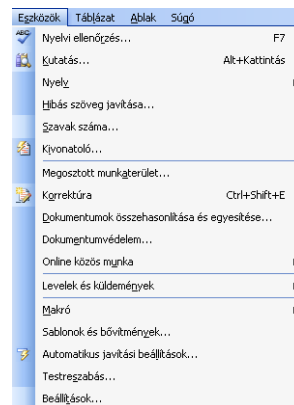 Eszközök Táblázat Ablak Súgó
Nyelvi ellenőrzés... F7
Kutatás... Alt+Kattintás
Nyelv
Hibás szöveg javítása...
Szavak száma...
Kivonatoló...
Megosztott munkaterület...
Korrektúra Ctrl+Shift+E
Dokumentumok összehasonlítása és egyesítése...
Dokumentumvédelem...
Online közös munka
Levelek és küldemények
Makró
Sablonok és bővítmények...
Automatikus javítási beállítások...
Testreszabás...
Beállítások...